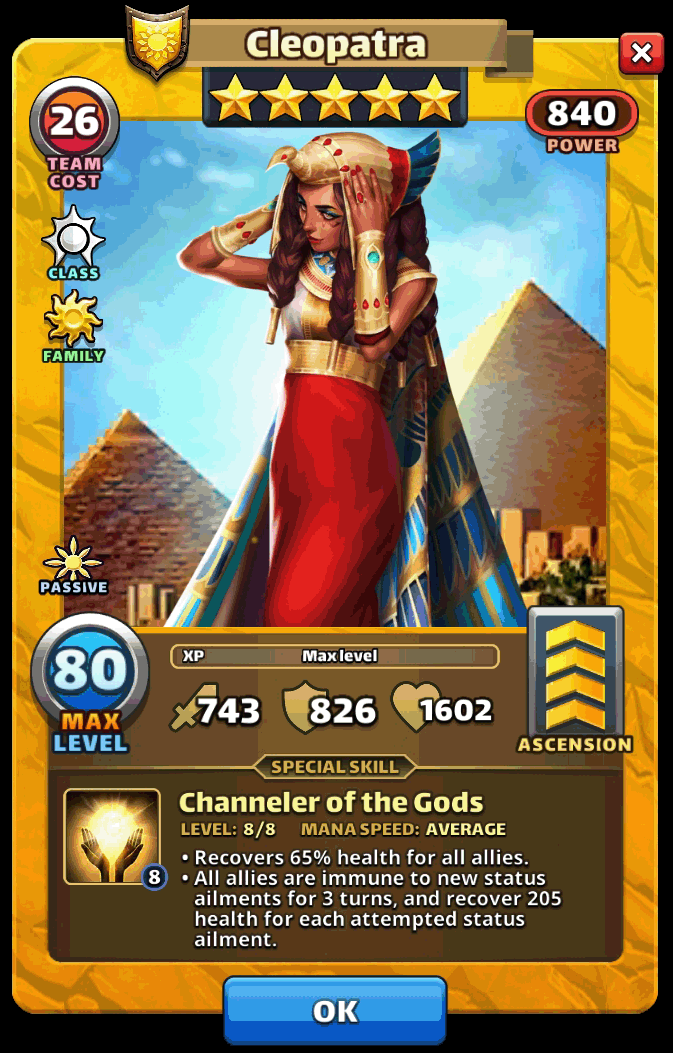 Cleopatra
26
TEAM
COST
840
POWER
CLASS
FAMILY
PASSIVE
80
MAX
LEVEL
XP Max level
743 826 1602
ASCENSION
SPECIAL SKILL
Channeler of the Gods
LEVEL: 8/8 MANA SPEED: AVERAGE
8
• Recovers 65% health for all allies.
• All allies are immune to new status
ailments for 3 turns, and recover 205
health for each attempted status
ailment.
OK